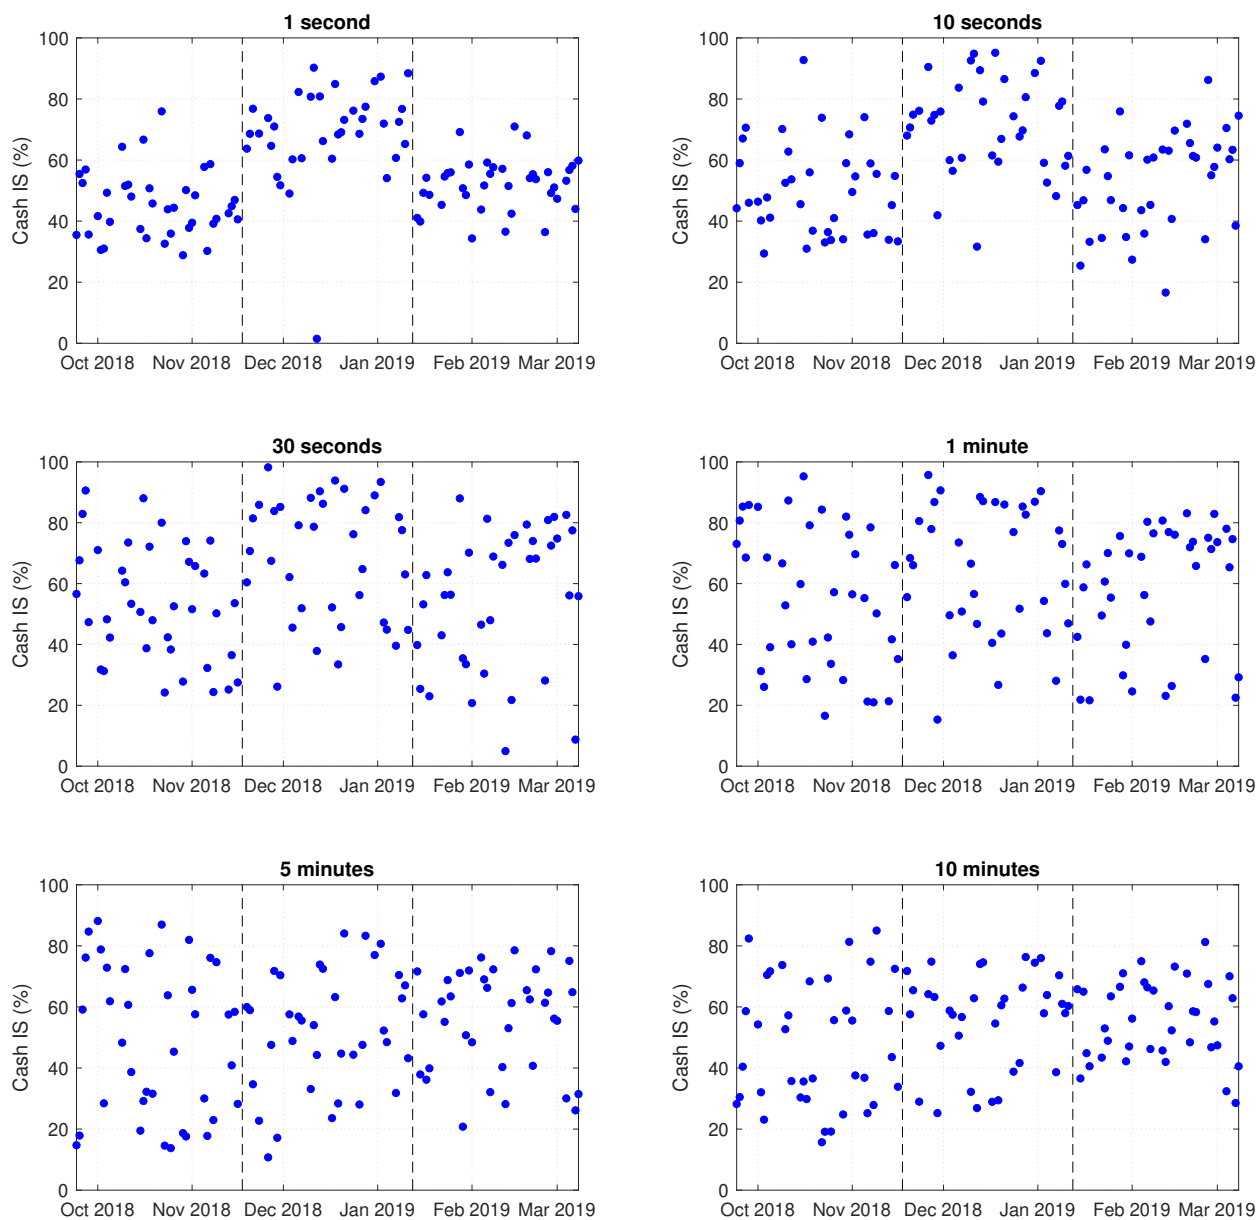 1 second
100
80
60
40
20
0
Cash IS (%)
Oct 2018 Nov 2018 Dec 2018 Jan 2019 Feb 2019 Mar 2019
10 seconds
100
80
60
40
20
0
Cash IS (%)
Oct 2018 Nov 2018 Dec 2018 Jan 2019 Feb 2019 Mar 2019
30 seconds
100
80
60
40
20
0
Cash IS (%)
Oct 2018 Nov 2018 Dec 2018 Jan 2019 Feb 2019 Mar 2019
1 minute
100
80
60
40
20
0
Cash IS (%)
Oct 2018 Nov 2018 Dec 2018 Jan 2019 Feb 2019 Mar 2019
5 minutes
100
80
60
40
20
0
Cash IS (%)
Oct 2018 Nov 2018 Dec 2018 Jan 2019 Feb 2019 Mar 2019
10 minutes
100
80
60
40
20
0
Cash IS (%)
Oct 2018 Nov 2018 Dec 2018 Jan 2019 Feb 2019 Mar 2019